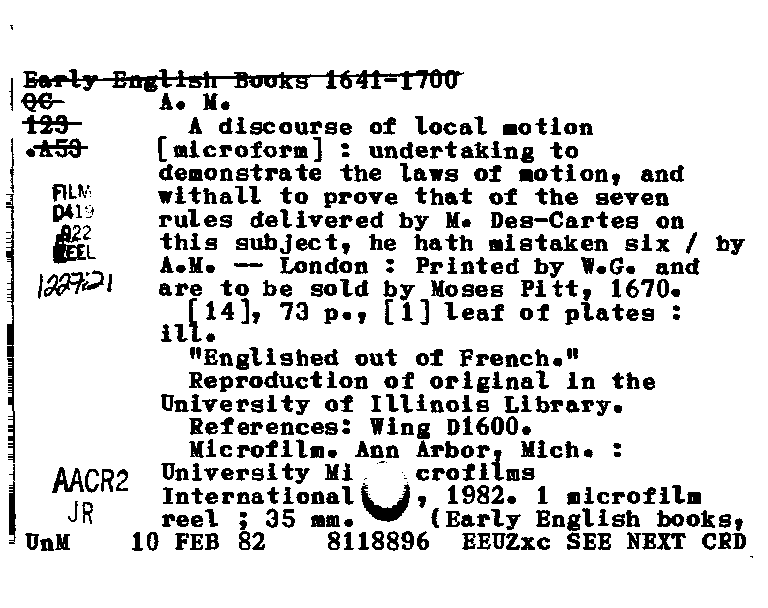 Early English Books 1641-1700
QC A. M.
123 A discourse of local motion
.A53 [microform] : undertaking to
demonstrate the laws of motion, and
FILM withall to prove that of the seven
D419 rules delivered by M. Des-Cartes on
.022 this subject, he hath mistaken six / by
REEL A.M. -- London : Printed by W.G. and
1227:21 are to be sold by Moses Pitt, 1670.
[14], 73 p., [1] leaf of plates :
ill.
"Englished out of French."
Reproduction of original in the
University of Illinois Library.
References: Wing D1600.
Microfilm. Ann Arbor, Mich. :
AACR2 University Mi crofilms
International , 1982. 1 microfilm
JR reel ; 35 mm. (Early English books,
UnM 10 FEB 82 8118896 EEUZxc SEE NEXT CRD